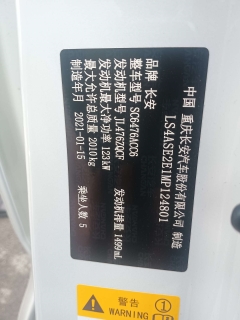 中国 重庆长安汽车股份有限公司 制造
LS4ASE2E1MP124801
品牌 长安
整车型号 SC6476ACC6
发动机型号 JL476ZQCF 发动机排量 1499mL
发动机最大净功率 123kW
最大允许总质量 2010kg
制造年月 2021-01-15 乘坐人数 5
警告